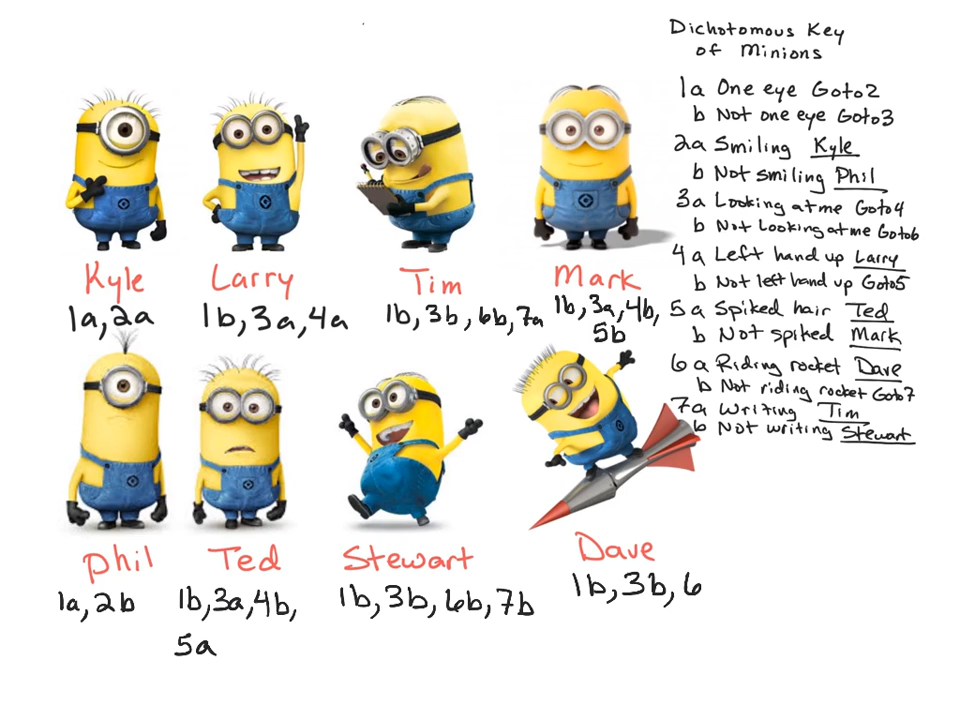 Dichotomous Key
of Minions
1a One eye Goto2
b Not one eye Goto3
2a Smiling Kyle
b Not smiling Phil
3a Looking at me Goto4
b Not Looking at me Goto6
4a Left hand up Larry
b Not left hand up Goto5
5a Spiked hair Ted
b Not spiked Mark
6a Riding rocket Dave
b Not riding rocket Goto7
7a Writing Tim
b Not writing Stewart
Kyle Larry Tim Mark
1a,2a 1b,3a,4a 1b,3b,6b,7a 1b,3a,4b,
5b
Phil Ted Stewart Dave
1a,2b 1b,3a,4b, 1b,3b,6b,7b 1b,3b,6
5a